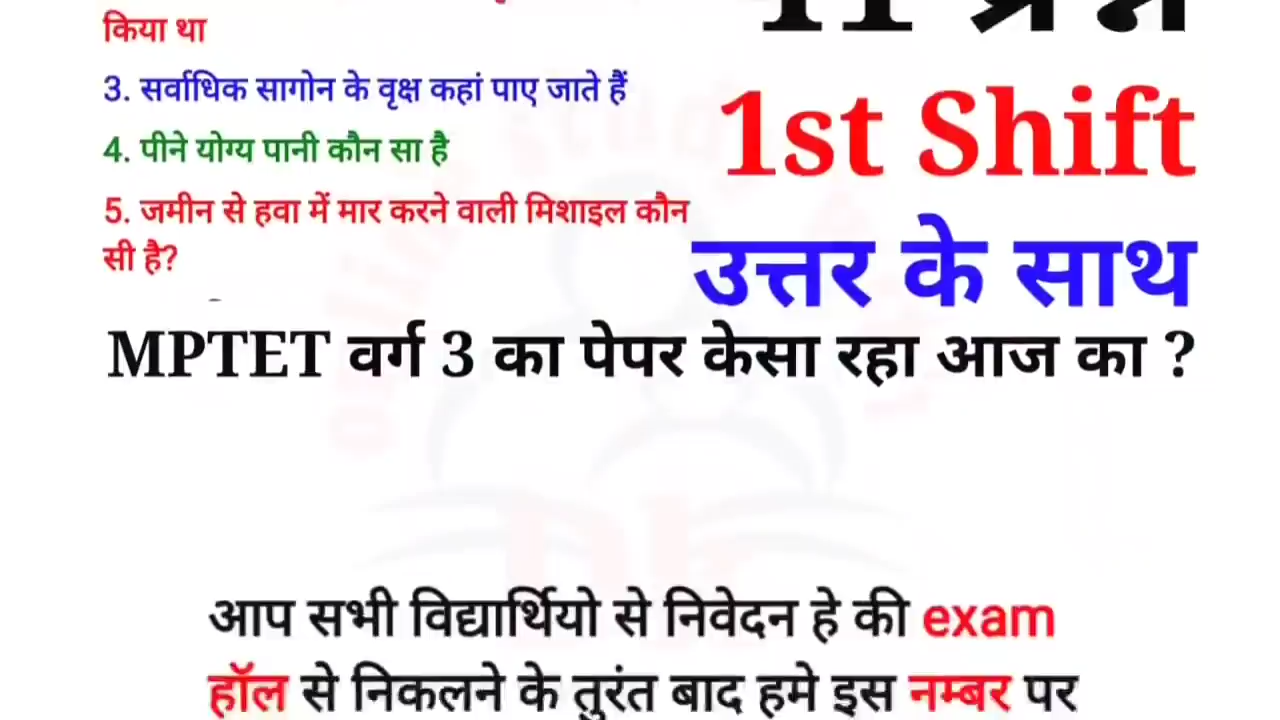 किया था
3. सर्वाधिक सागोन के वृक्ष कहां पाए जाते हैं
4. पीने योग्य पानी कौन सा है
5. जमीन से हवा में मार करने वाली मिशाइल कौन
सी है?
1st Shift
उत्तर के साथ
MPTET वर्ग 3 का पेपर केसा रहा आज का ?
आप सभी विद्यार्थियो से निवेदन हे की exam
हॉल से निकलने के तुरंत बाद हमे इस नम्बर पर